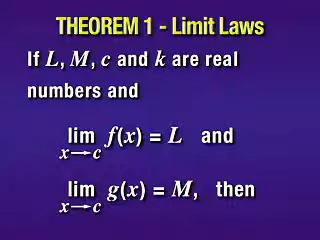 THEOREM 1 - Limit Laws
If L, M, c and k are real
numbers and
lim f(x) = L and
x→c
lim g(x) = M, then
x→c